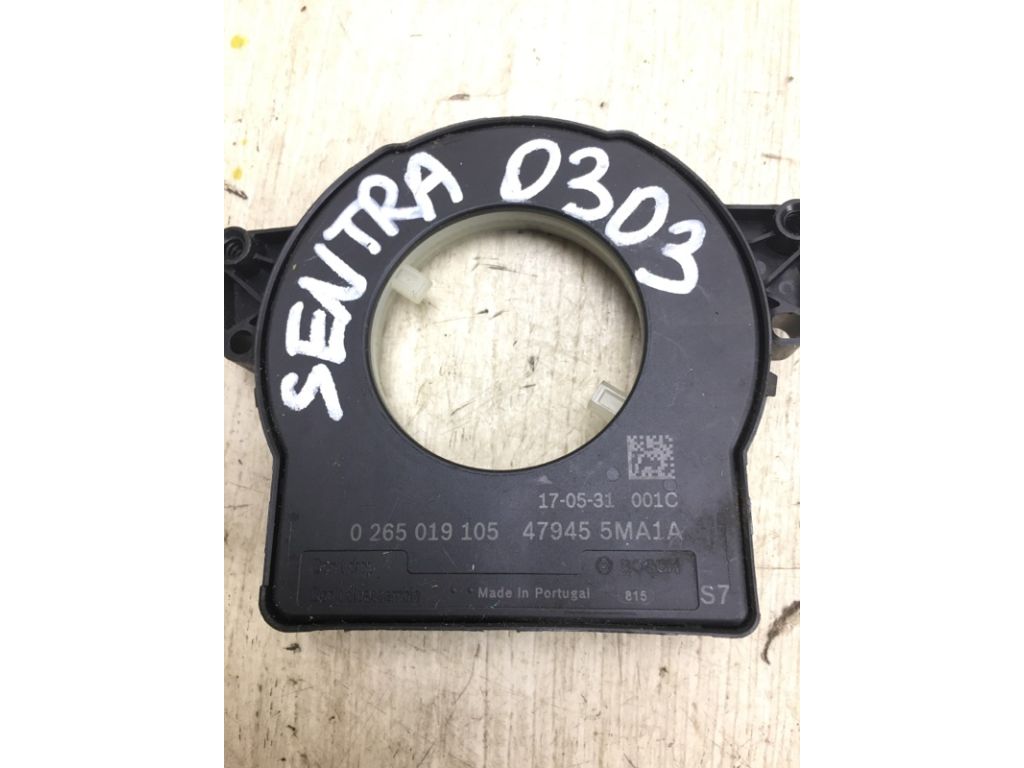 SENTRA 0303
17-05-31 001C
0 265 019 105 47945 5MA1A
BOSCH
Made in Portugal 815 S7